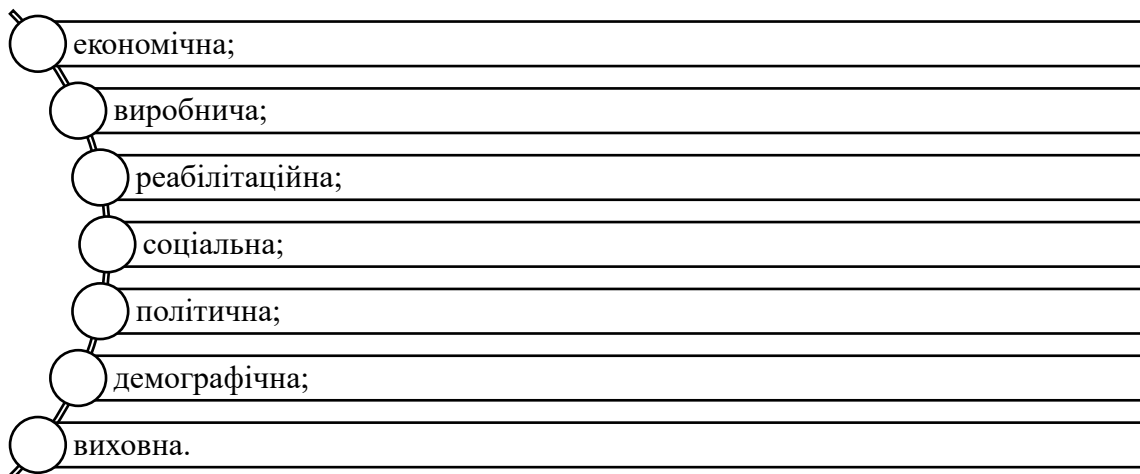 економічна;
виробнича;
реабілітаційна;
соціальна;
політична;
демографічна;
виховна.